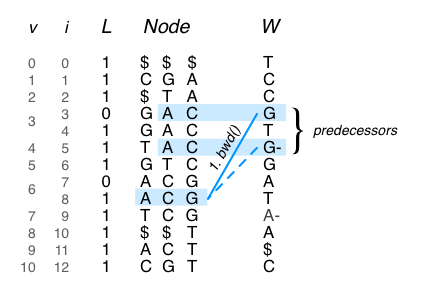 v i L Node W
0 0 1 $ $ $ T
1 1 1 C G A C
2 2 1 $ T A C
3 3 0 G A C G
4 1 G A C T
4 5 1 T A C G-
5 6 1 G T C G
6 7 0 A C G A
8 1 A C G T
7 9 1 T C G A-
8 10 1 $ $ T A
9 11 1 A C T $
10 12 1 C G T C
1. bwd()
predecessors